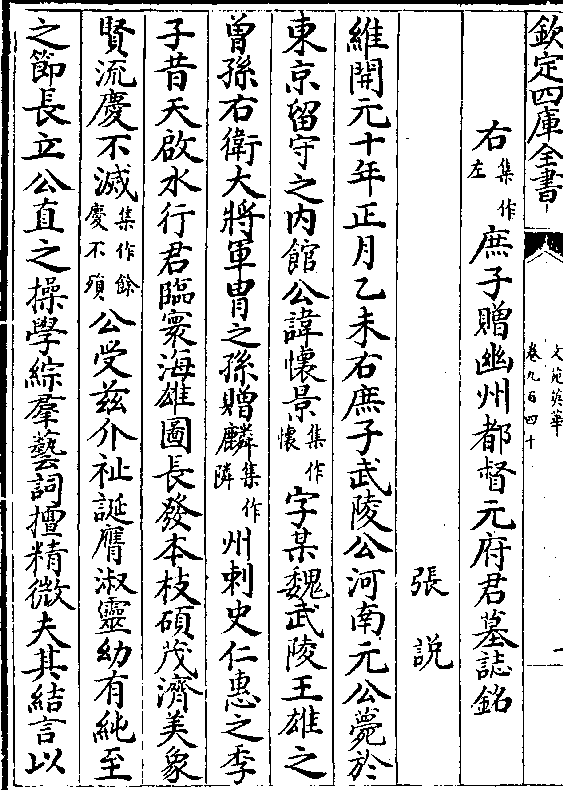 欽定四庫全書
文苑英華
卷九百四十
一
右集作左庶子贈幽州都督元府君墓誌銘
張說
維開元十年正月乙未右庶子武陵公河南元公薨於
東京留守之內館公諱懷景集作懷字某魏武陵王雄之
曾孫右衛大將軍冑之孫贈麟集作隣州刺史仁惠之季
子昔天啟水行君臨寰海雄圖長發本枝碩茂濟美象
賢流慶不滅集作餘慶不殞公受兹介祉誕膺淑靈幼有純至
之節長立公直之操學綜羣藝詞擅精微夫其結言以